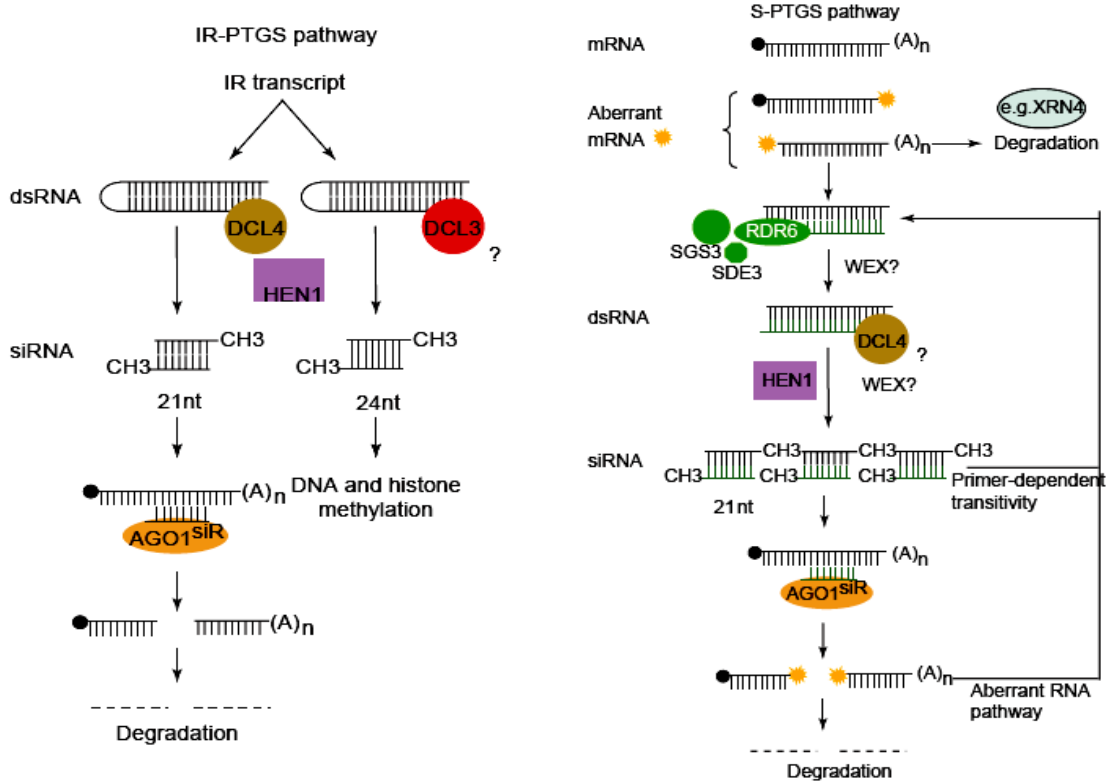 IR-PTGS pathway
IR transcript
dsRNA
DCL4
DCL3
?
HEN1
siRNA
CH3
CH3
CH3
CH3
21nt
24nt
(A)n
DNA and histone
methylation
AGO1siR
(A)n
Degradation
S-PTGS pathway
mRNA
(A)n
Aberrant
mRNA
e.g.XRN4
(A)n
Degradation
RDR6
SGS3
SDE3
WEX?
dsRNA
DCL4
?
HEN1
WEX?
siRNA
CH3
CH3
CH3
CH3
CH3
CH3
21nt
Primer-dependent
transitivity
(A)n
AGO1siR
(A)n
Aberrant RNA
pathway
Degradation